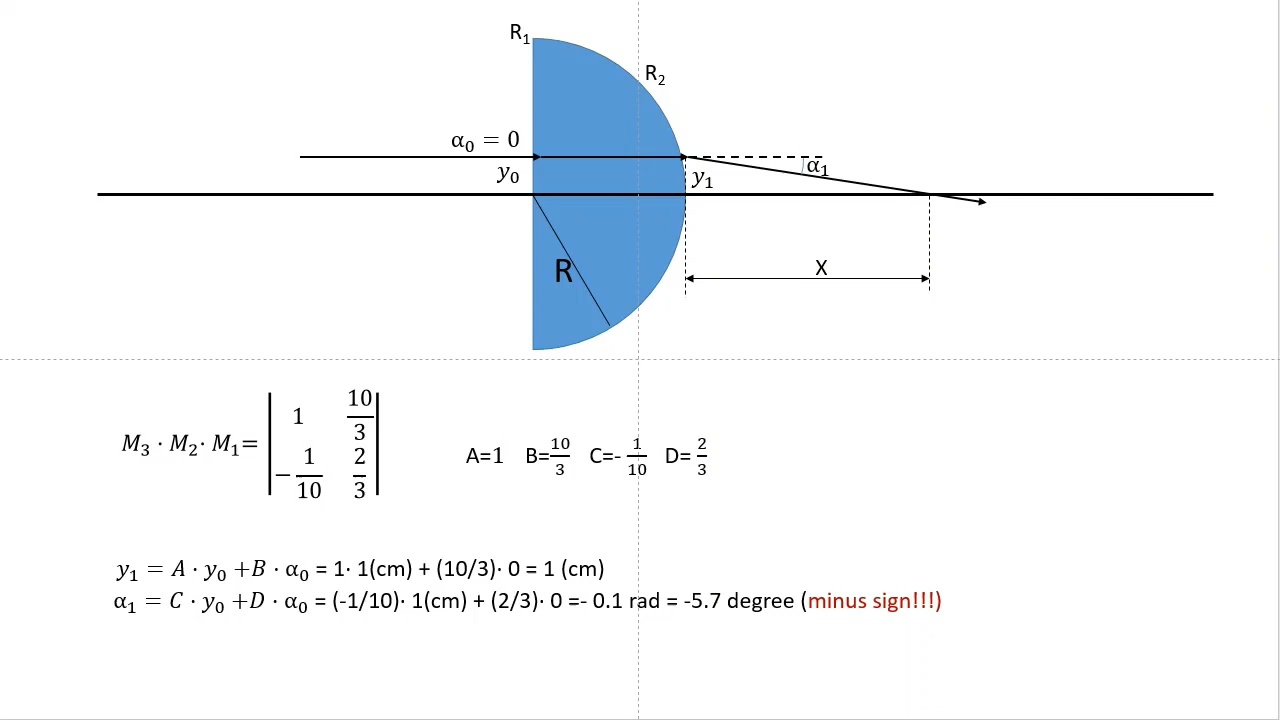 R₁
R₂
α₀ = 0
y₀
y₁
α₁
R
X
M₃ · M₂· M₁= | 1 10/3 |
| −1/10 2/3 |
A=1 B=10/3 C=- 1/10 D= 2/3
y₁ = A · y₀ +B · α₀ = 1· 1(cm) + (10/3)· 0 = 1 (cm)
α₁ = C · y₀ +D · α₀ = (-1/10)· 1(cm) + (2/3)· 0 =- 0.1 rad = -5.7 degree (minus sign!!!)